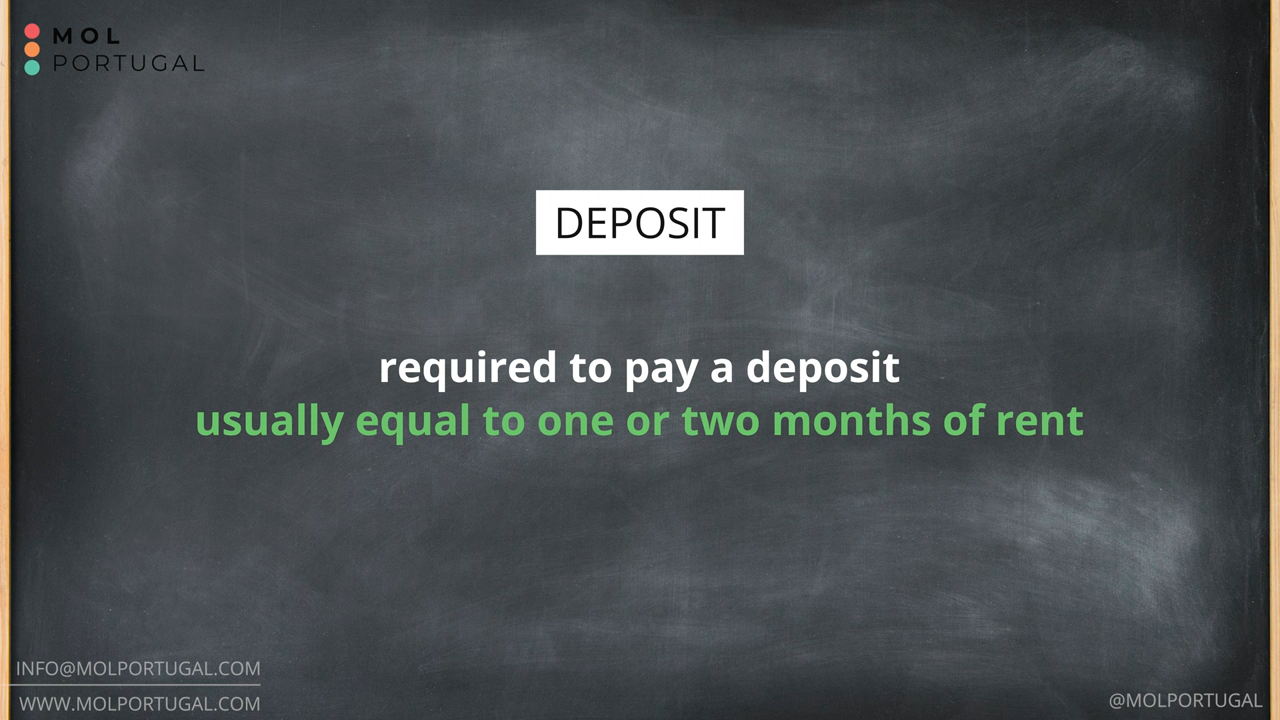 MOL
PORTUGAL
DEPOSIT
required to pay a deposit
usually equal to one or two months of rent
INFO@MOLPORTUGAL.COM
WWW.MOLPORTUGAL.COM
@MOLPORTUGAL